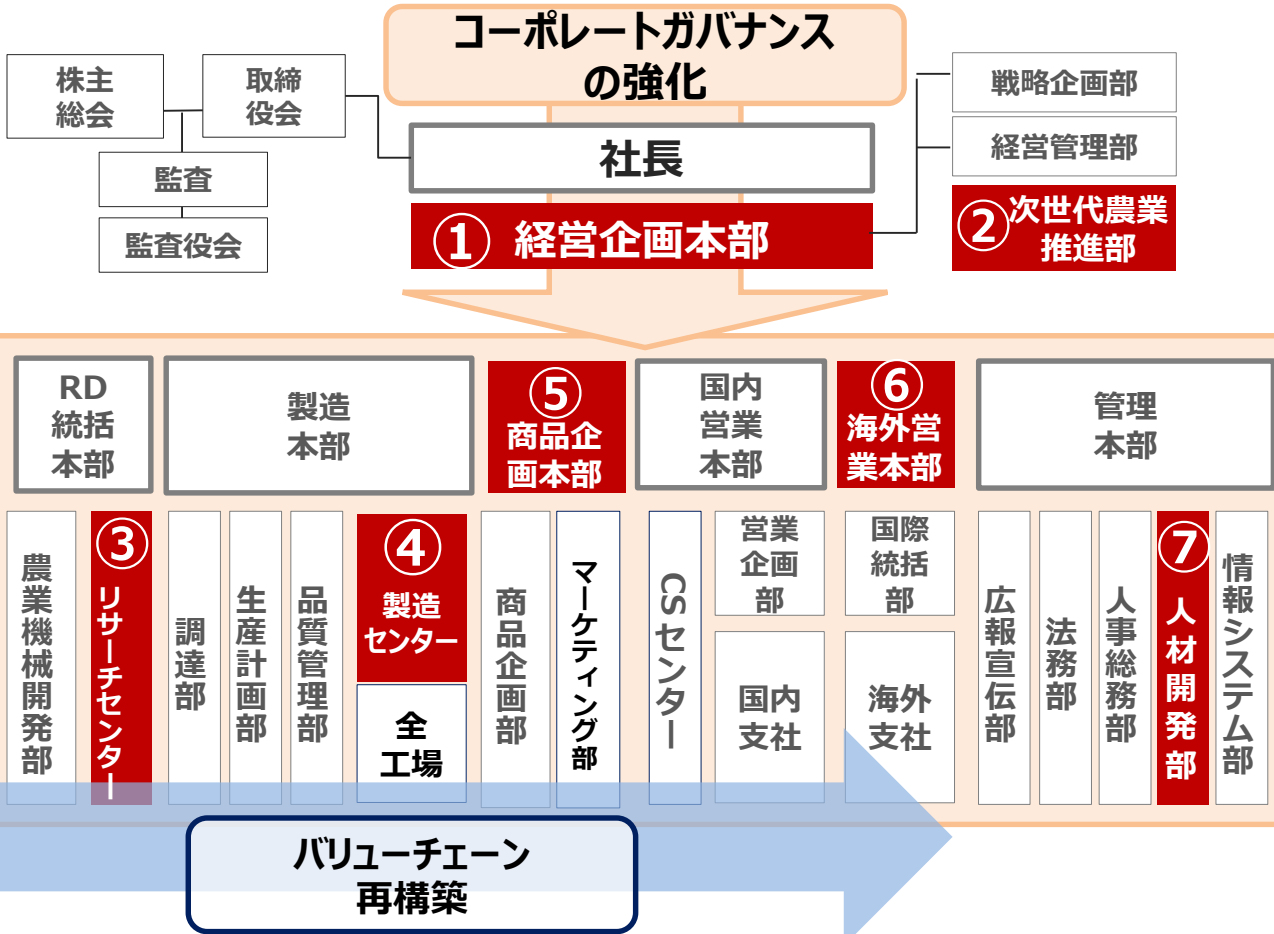 コーポレートガバナンス
の強化
株主
総会
取締
役会
監査
監査役会
社長
① 経営企画本部
戦略企画部
経営管理部
② 次世代農業
推進部
RD
統括
本部
製造
本部
⑤
商品企
画本部
国内
営業
本部
⑥
海外営
業本部
管理
本部
農業機械開発部
③
リサーチセンター
調達部
生産計画部
品質管理部
④
製造
センター
全
工場
商品企画部
マーケティング部
CSセンター
営業
企画
部
国内
支社
国際
統括
部
海外
支社
広報宣伝部
法務部
人事総務部
⑦
人材開発部
情報システム部
バリューチェーン
再構築